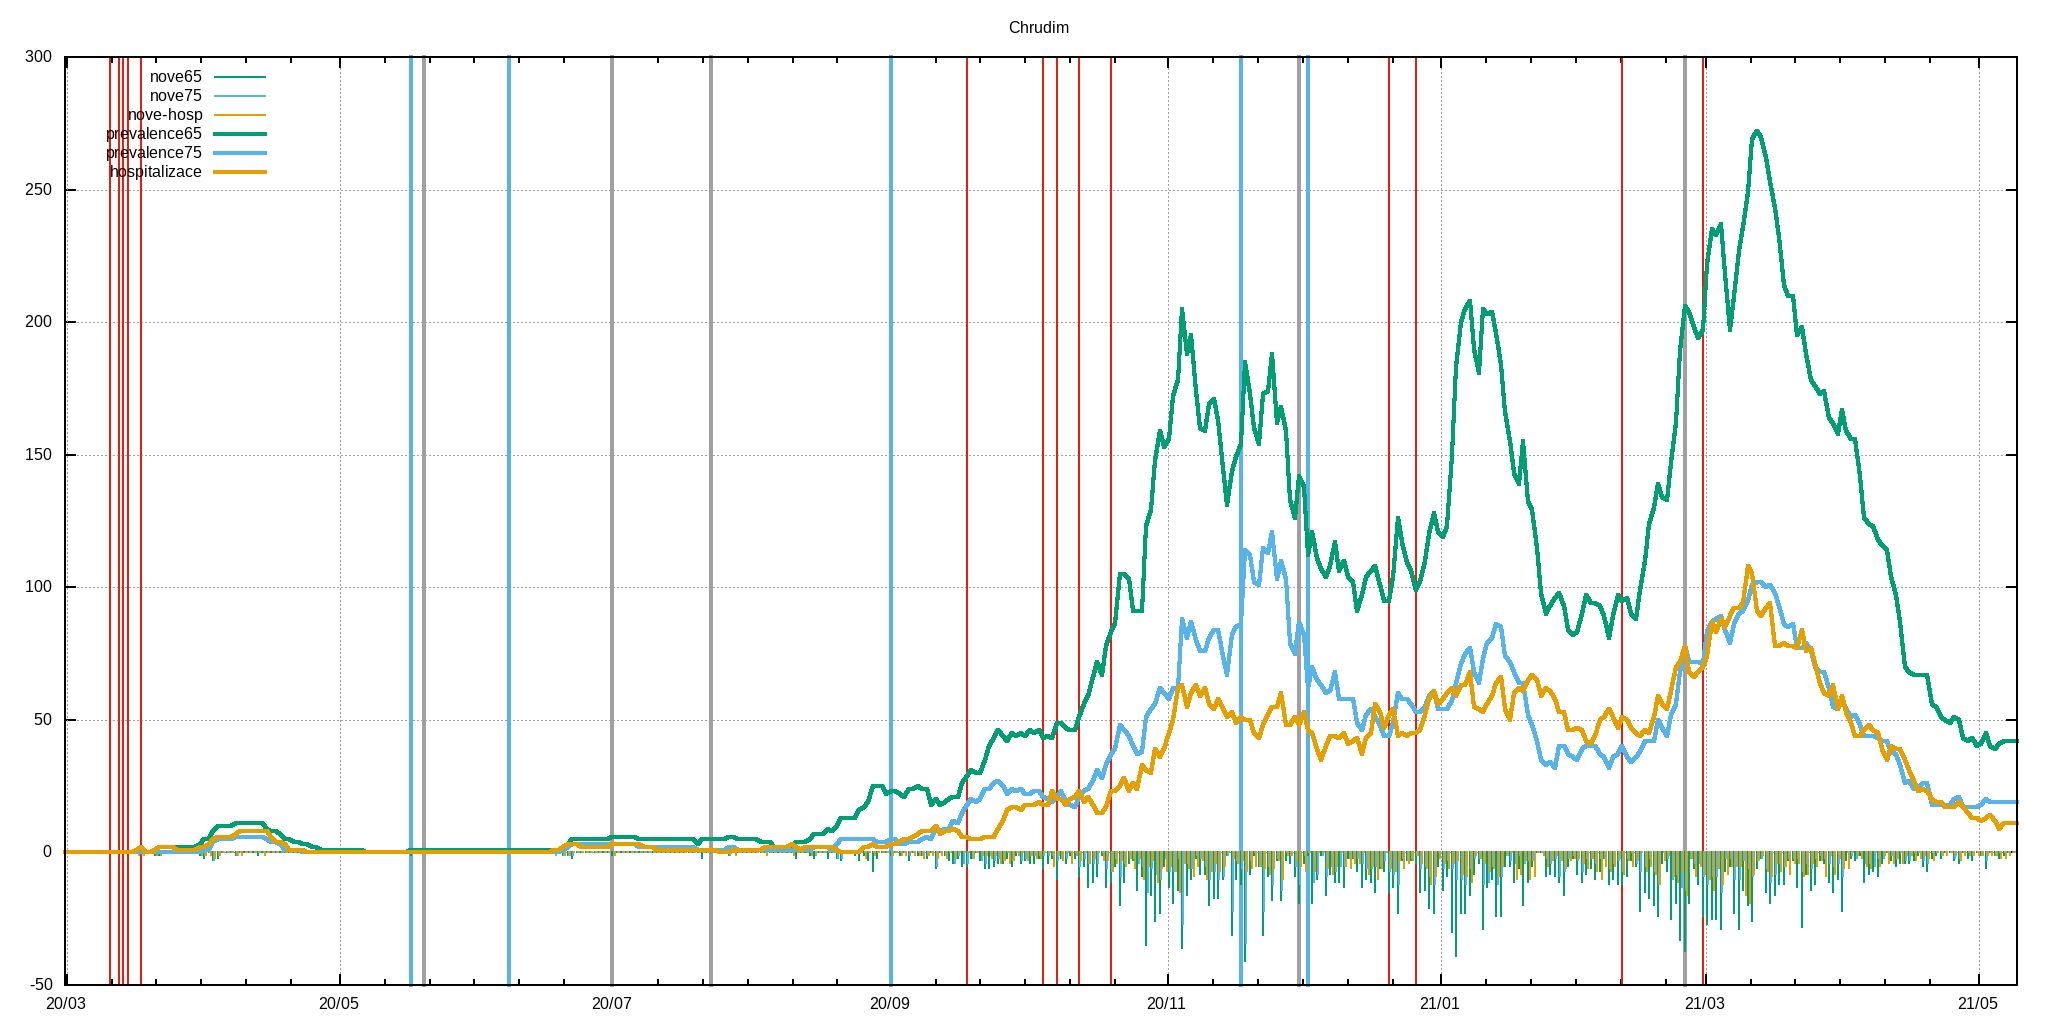 Chrudim
300
nove65
nove75
nove-hosp
prevalence65
prevalence75
hospitalizace
250
200
150
100
50
0
-50
20/03 20/05 20/07 20/09 20/11 21/01 21/03 21/05